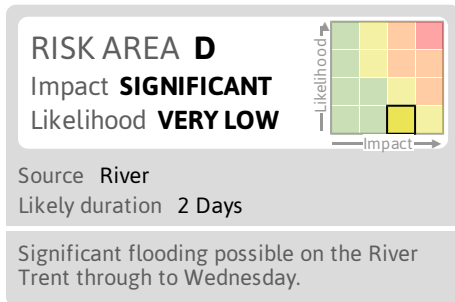 RISK AREA D
Impact SIGNIFICANT
Likelihood VERY LOW
Likelihood
Impact
Source River
Likely duration 2 Days
Significant flooding possible on the River
Trent through to Wednesday.